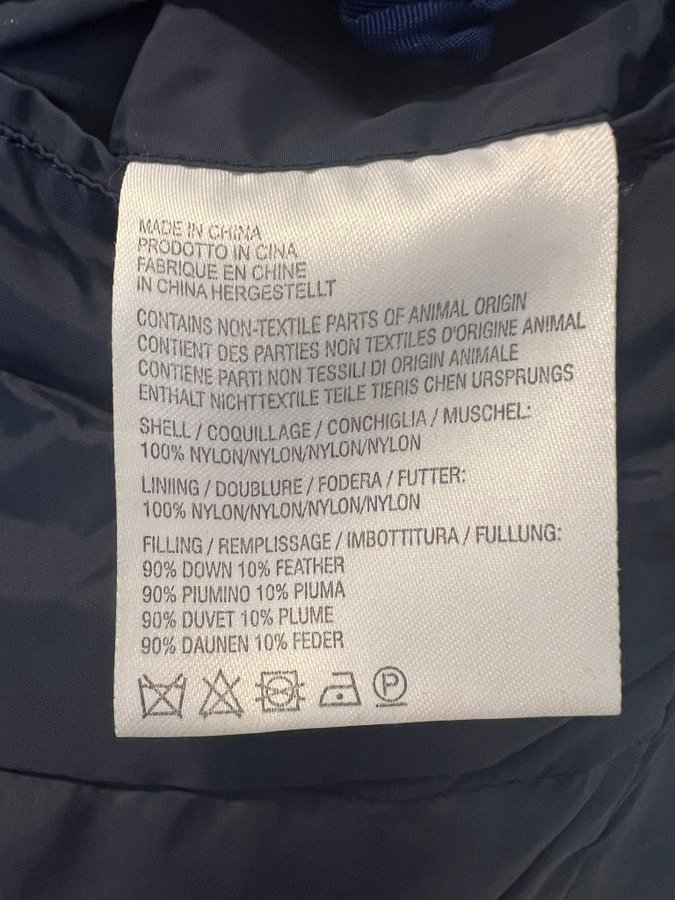 MADE IN CHINA
PRODOTTO IN CINA
FABRIQUE EN CHINE
IN CHINA HERGESTELLT
CONTAINS NON-TEXTILE PARTS OF ANIMAL ORIGIN
CONTIENT DES PARTIES NON TEXTILES D'ORIGINE ANIMAL
CONTIENE PARTI NON TESSILI DI ORIGIN ANIMALE
ENTHALT NICHTTEXTILE TEILE TIERIS CHEN URSPRUNGS
SHELL / COQUILLAGE / CONCHIGLIA / MUSCHEL:
100% NYLON/NYLON/NYLON/NYLON
LINIING / DOUBLURE / FODERA / FUTTER:
100% NYLON/NYLON/NYLON/NYLON
FILLING / REMPLISSAGE / IMBOTTITURA / FULLUNG:
90% DOWN 10% FEATHER
90% PIUMINO 10% PIUMA
90% DUVET 10% PLUME
90% DAUNEN 10% FEDER
P